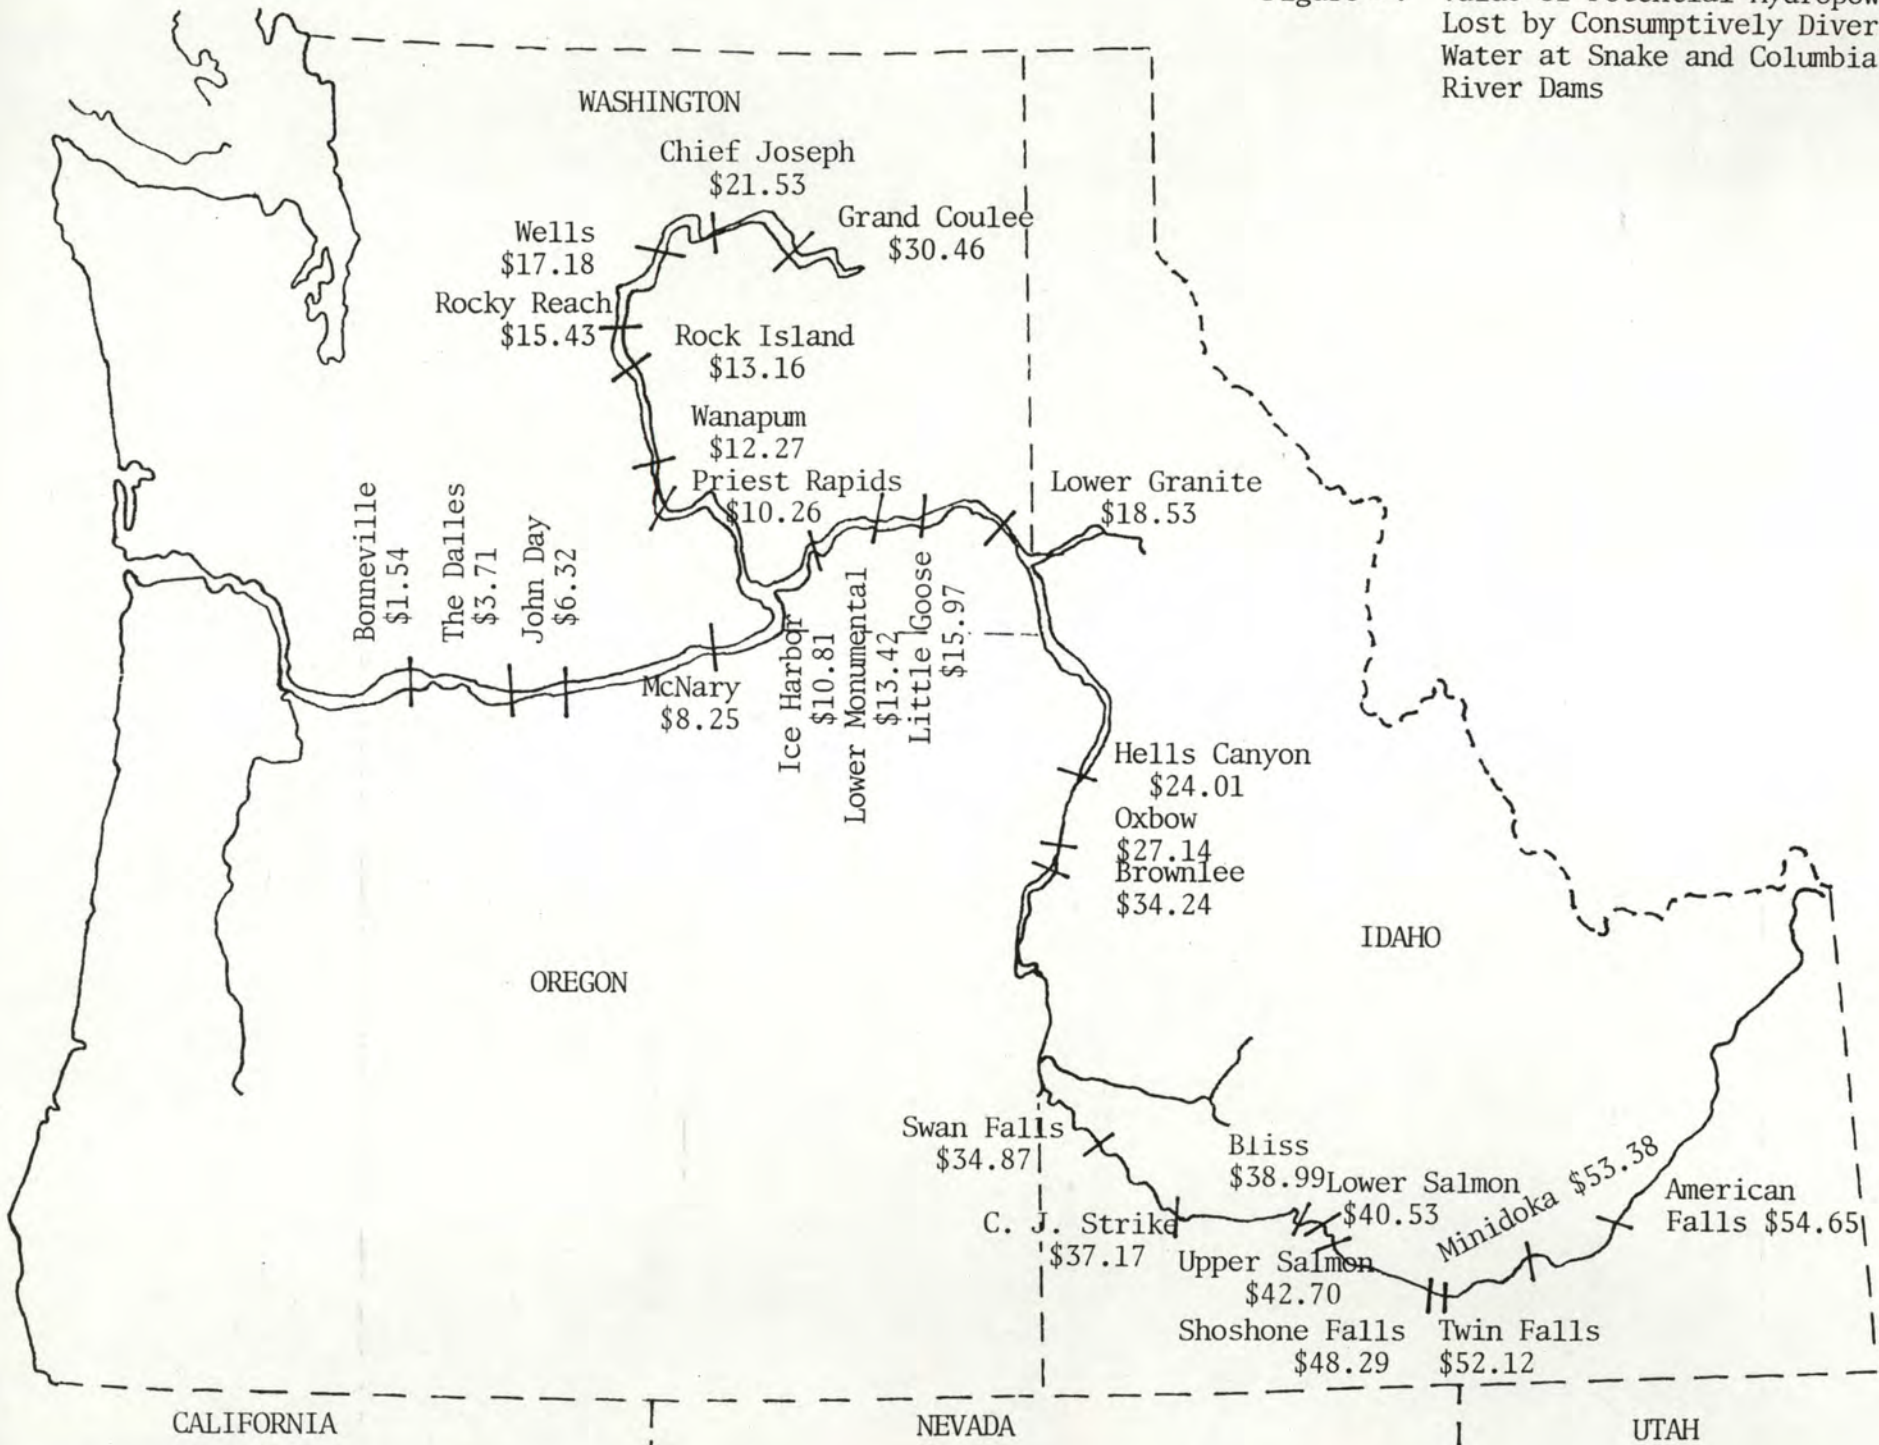 Lost by Consumptively Diver
Water at Snake and Columbia
River Dams
WASHINGTON
Chief Joseph
$21.53
Grand Coulee
$30.46
Wells
$17.18
Rocky Reach
$15.43
Rock Island
$13.16
Wanapum
$12.27
Priest Rapids
$10.26
Lower Granite
$18.53
Bonneville
$1.54
The Dalles
$3.71
John Day
$6.32
McNary
$8.25
Ice Harbor
$10.81
Lower Monumental
$13.42
Little Goose
$15.97
Hells Canyon
$24.01
Oxbow
$27.14
Brownlee
$34.24
IDAHO
OREGON
Swan Falls
$34.87
Bliss
$38.99
Lower Salmon
$40.53
Minidoka $53.38
American
Falls $54.65
C. J. Strike
$37.17
Upper Salmon
$42.70
Shoshone Falls
$48.29
Twin Falls
$52.12
CALIFORNIA
NEVADA
UTAH